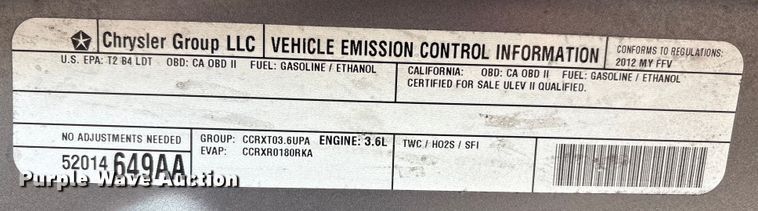 Chrysler Group LLC
VEHICLE EMISSION CONTROL INFORMATION
CONFORMS TO REGULATIONS:
2012 MY FFV
U.S. EPA: T2 B4 LDT OBD: CA OBD II FUEL: GASOLINE / ETHANOL
CALIFORNIA: OBD: CA OBD II FUEL: GASOLINE / ETHANOL
CERTIFIED FOR SALE ULEV II QUALIFIED.
NO ADJUSTMENTS NEEDED
52014 649AA
GROUP: CCRXT03.6UPA ENGINE: 3.6L
EVAP: CCRXR0180RKA
TWC / HO2S / SFI
Purple Wave Auction